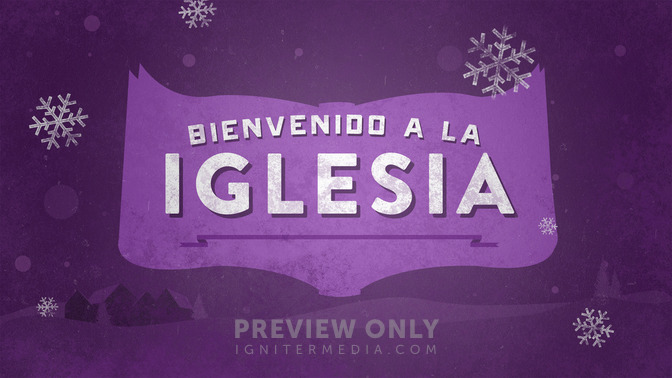 BIENVENIDO A LA
IGLESIA
PREVIEW ONLY
IGNITERMEDIA.COM